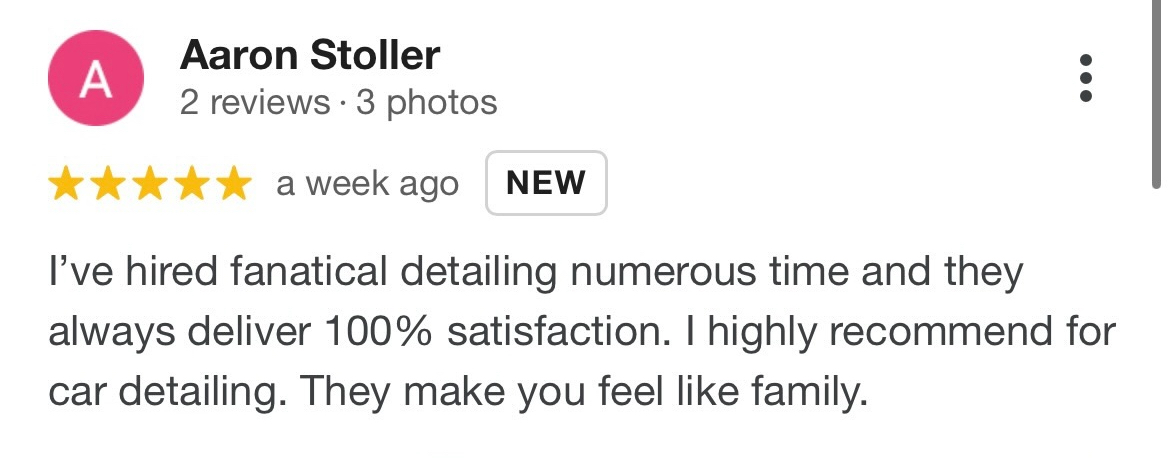 A
Aaron Stoller
2 reviews · 3 photos
a week ago NEW
I’ve hired fanatical detailing numerous time and they
always deliver 100% satisfaction. I highly recommend for
car detailing. They make you feel like family.